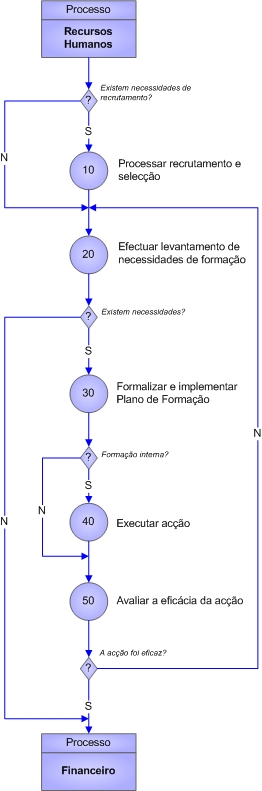 Processo
Recursos
Humanos
Existem necessidades de
recrutamento?
?
S
N
10
Processar recrutamento e
selecção
20
Efectuar levantamento de
necessidades de formação
Existem necessidades?
?
S
30
Formalizar e implementar
Plano de Formação
N
Formação interna?
?
S
N
40
Executar acção
N
50
Avaliar a eficácia da acção
A acção foi eficaz?
?
S
Processo
Financeiro